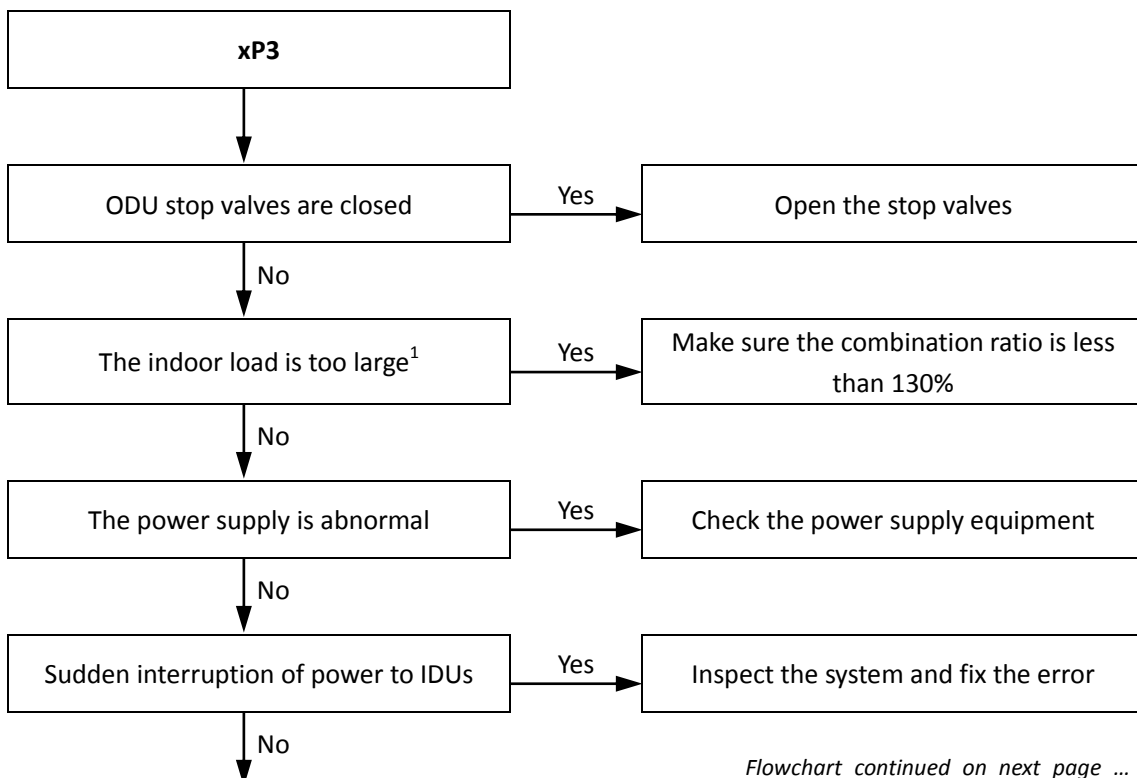 xP3
ODU stop valves are closed
Yes
Open the stop valves
No
The indoor load is too large¹
Yes
Make sure the combination ratio is less
than 130%
No
The power supply is abnormal
Yes
Check the power supply equipment
No
Sudden interruption of power to IDUs
Yes
Inspect the system and fix the error
No
Flowchart continued on next page …